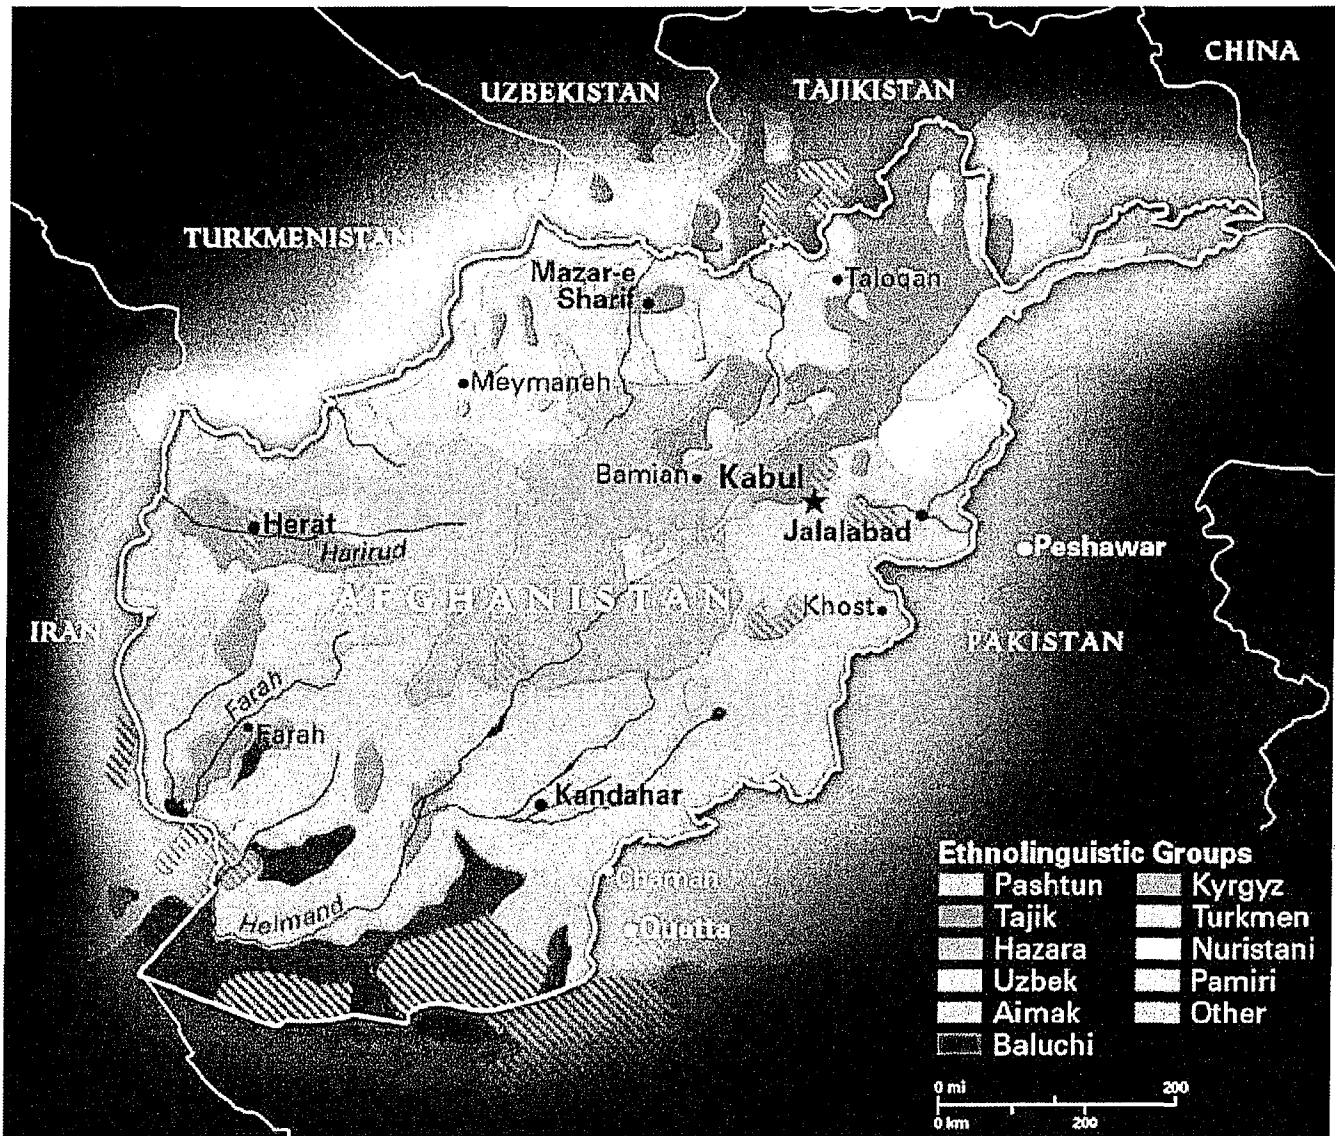 CHINA
UZBEKISTAN
TAJIKISTAN
TURKMENISTAN
Mazar-e
Sharif
Taloqan
Meymaneh
Bamian
Kabul
Herat
Jalalabad
Harirud
Peshawar
AFGHANISTAN
Khost
IRAN
PAKISTAN
Farah
Farah
Kandahar
Chaman
Helmand
Quatta
Ethnolinguistic Groups
Pashtun
Tajik
Hazara
Uzbek
Aimak
Baluchi
Kyrgyz
Turkmen
Nuristani
Pamiri
Other
0 mi 200
0 km 200